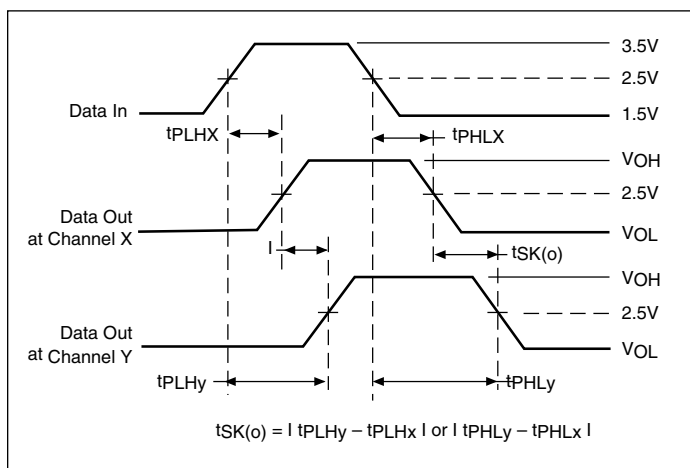 3.5V
2.5V
Data In
1.5V
tPLHX
tPHLX
VOH
2.5V
Data Out
at Channel X
VOL
I
tSK(o)
VOH
2.5V
Data Out
at Channel Y
VOL
tPLHy
tPHLy
tSK(o) = I tPLHy – tPLHx I or I tPHLy – tPHLx I